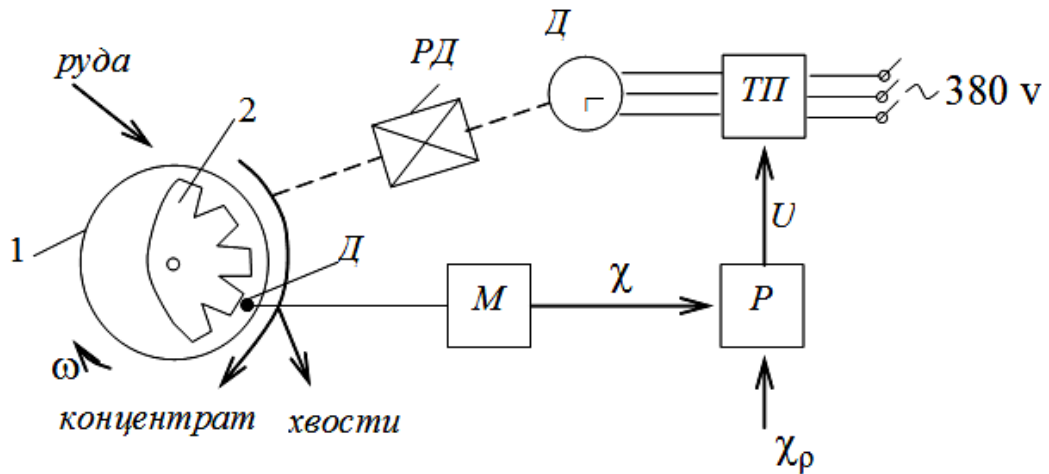 руда
2
РД
Д
ТП
~ 380 v
1
Д
U
М
χ
Р
ω
концентрат
хвости
χρ